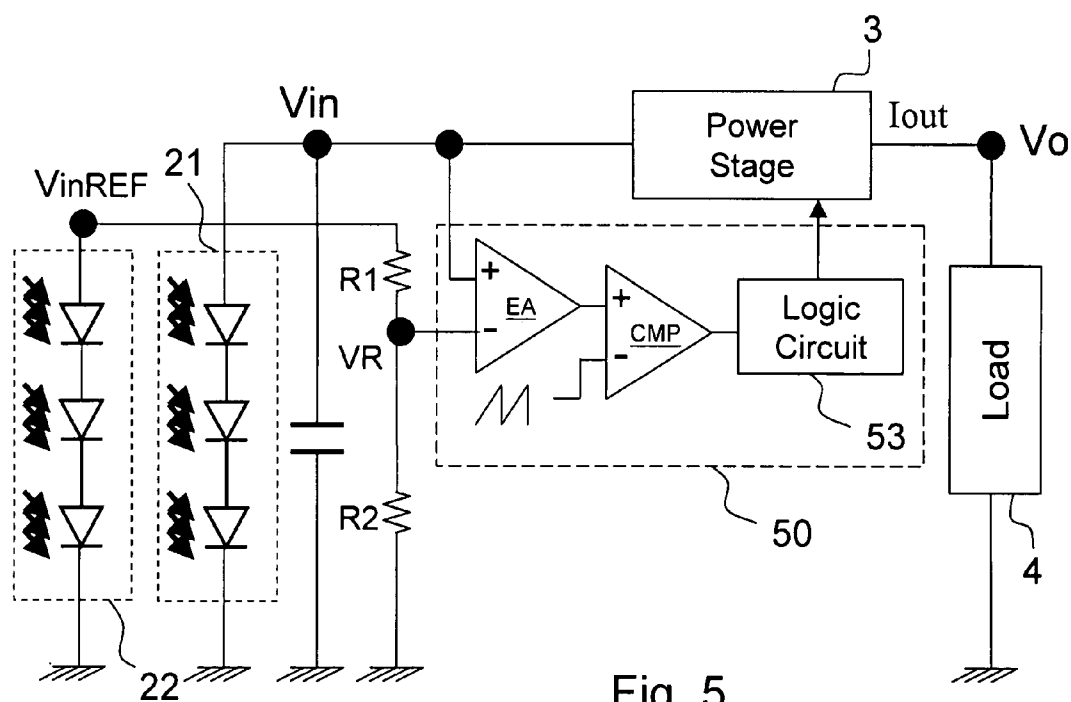 3
Vin
Power
Stage
Iout
Vo
21
VinREF
R1
+
EA
-
+
CMP
-
Logic
Circuit
VR
53
Load
R2
50
4
22
Fig. 5